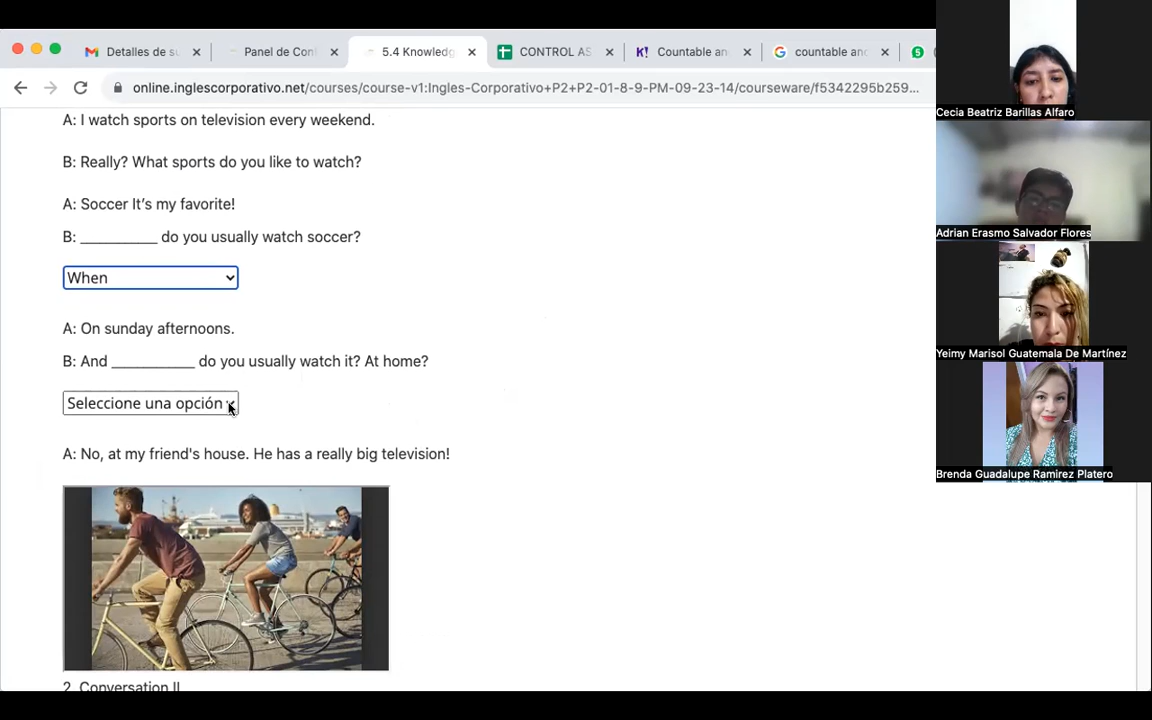 Detalles de su
Panel de Con
5.4 Knowledg
CONTROL AS
Countable an
countable an
online.inglescorporativo.net/courses/course-v1:Ingles-Corporativo+P2+P2-01-8-9-PM-09-23-14/courseware/f5342295b259...
A: I watch sports on television every weekend.
B: Really? What sports do you like to watch?
A: Soccer It's my favorite!
B: __________ do you usually watch soccer?
When
A: On sunday afternoons.
B: And ___________ do you usually watch it? At home?
Seleccione una opción
A: No, at my friend's house. He has a really big television!
2. Conversation II
Cecia Beatriz Barillas Alfaro
Adrian Erasmo Salvador Flores
Yeimy Marisol Guatemala De Martínez
Brenda Guadalupe Ramirez Platero